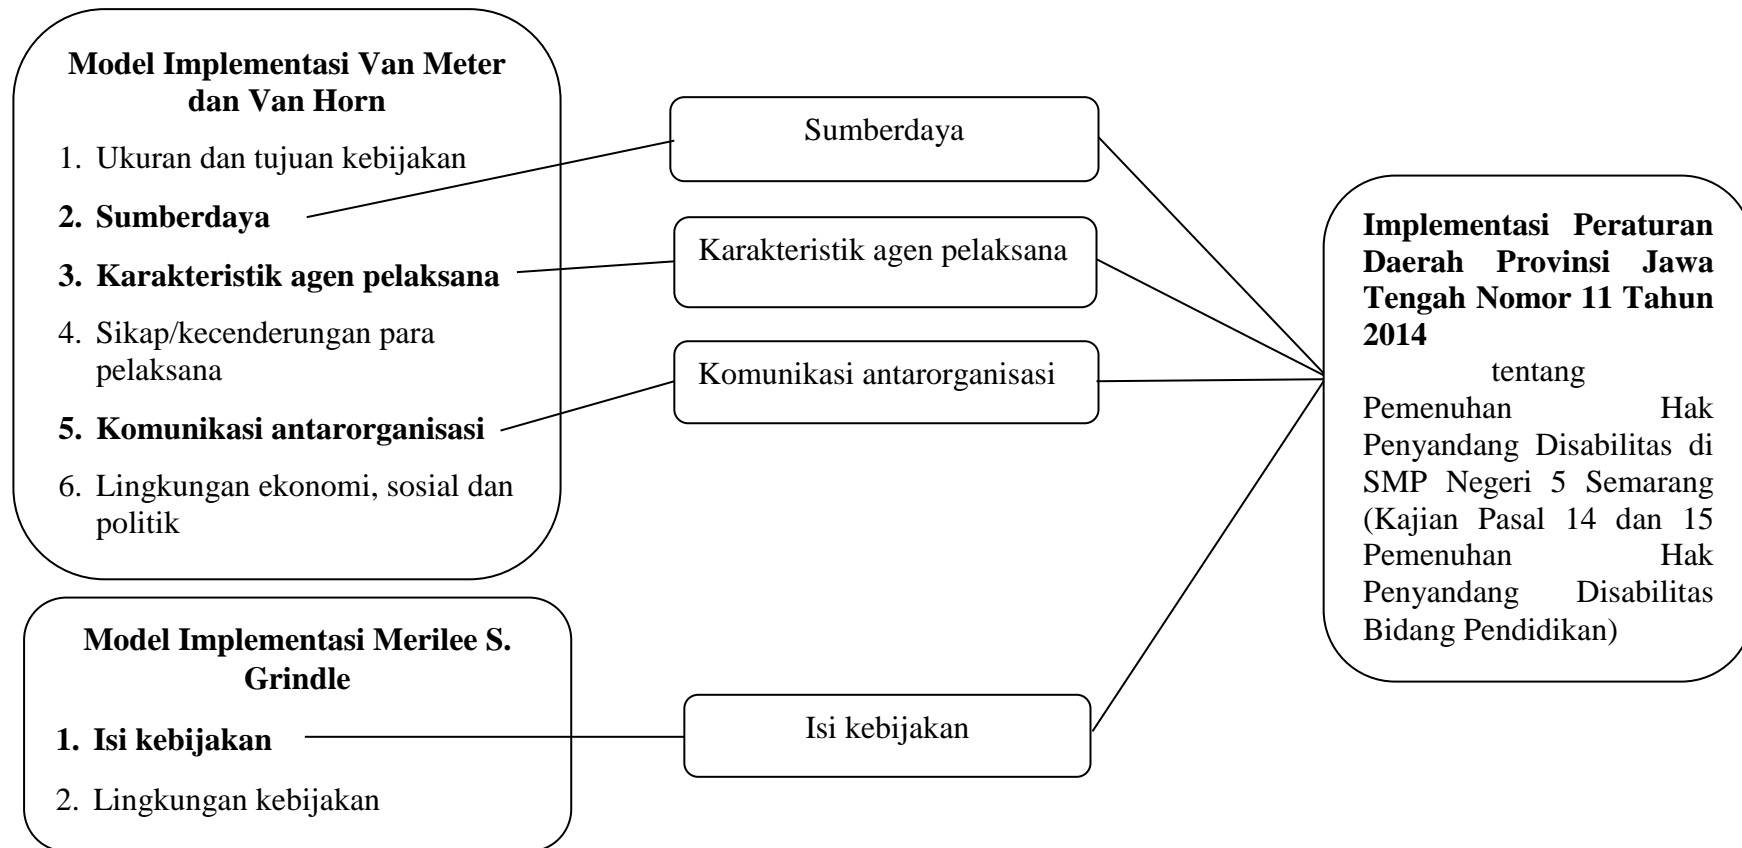 Model Implementasi Van Meter
dan Van Horn
1. Ukuran dan tujuan kebijakan
2. Sumberdaya
3. Karakteristik agen pelaksana
4. Sikap/kecenderungan para
pelaksana
5. Komunikasi antarorganisasi
6. Lingkungan ekonomi, sosial dan
politik
Model Implementasi Merilee S.
Grindle
1. Isi kebijakan
2. Lingkungan kebijakan
Sumberdaya
Karakteristik agen pelaksana
Komunikasi antarorganisasi
Isi kebijakan
Implementasi Peraturan
Daerah Provinsi Jawa
Tengah Nomor 11 Tahun
2014
tentang
Pemenuhan Hak
Penyandang Disabilitas di
SMP Negeri 5 Semarang
(Kajian Pasal 14 dan 15
Pemenuhan Hak
Penyandang Disabilitas
Bidang Pendidikan)